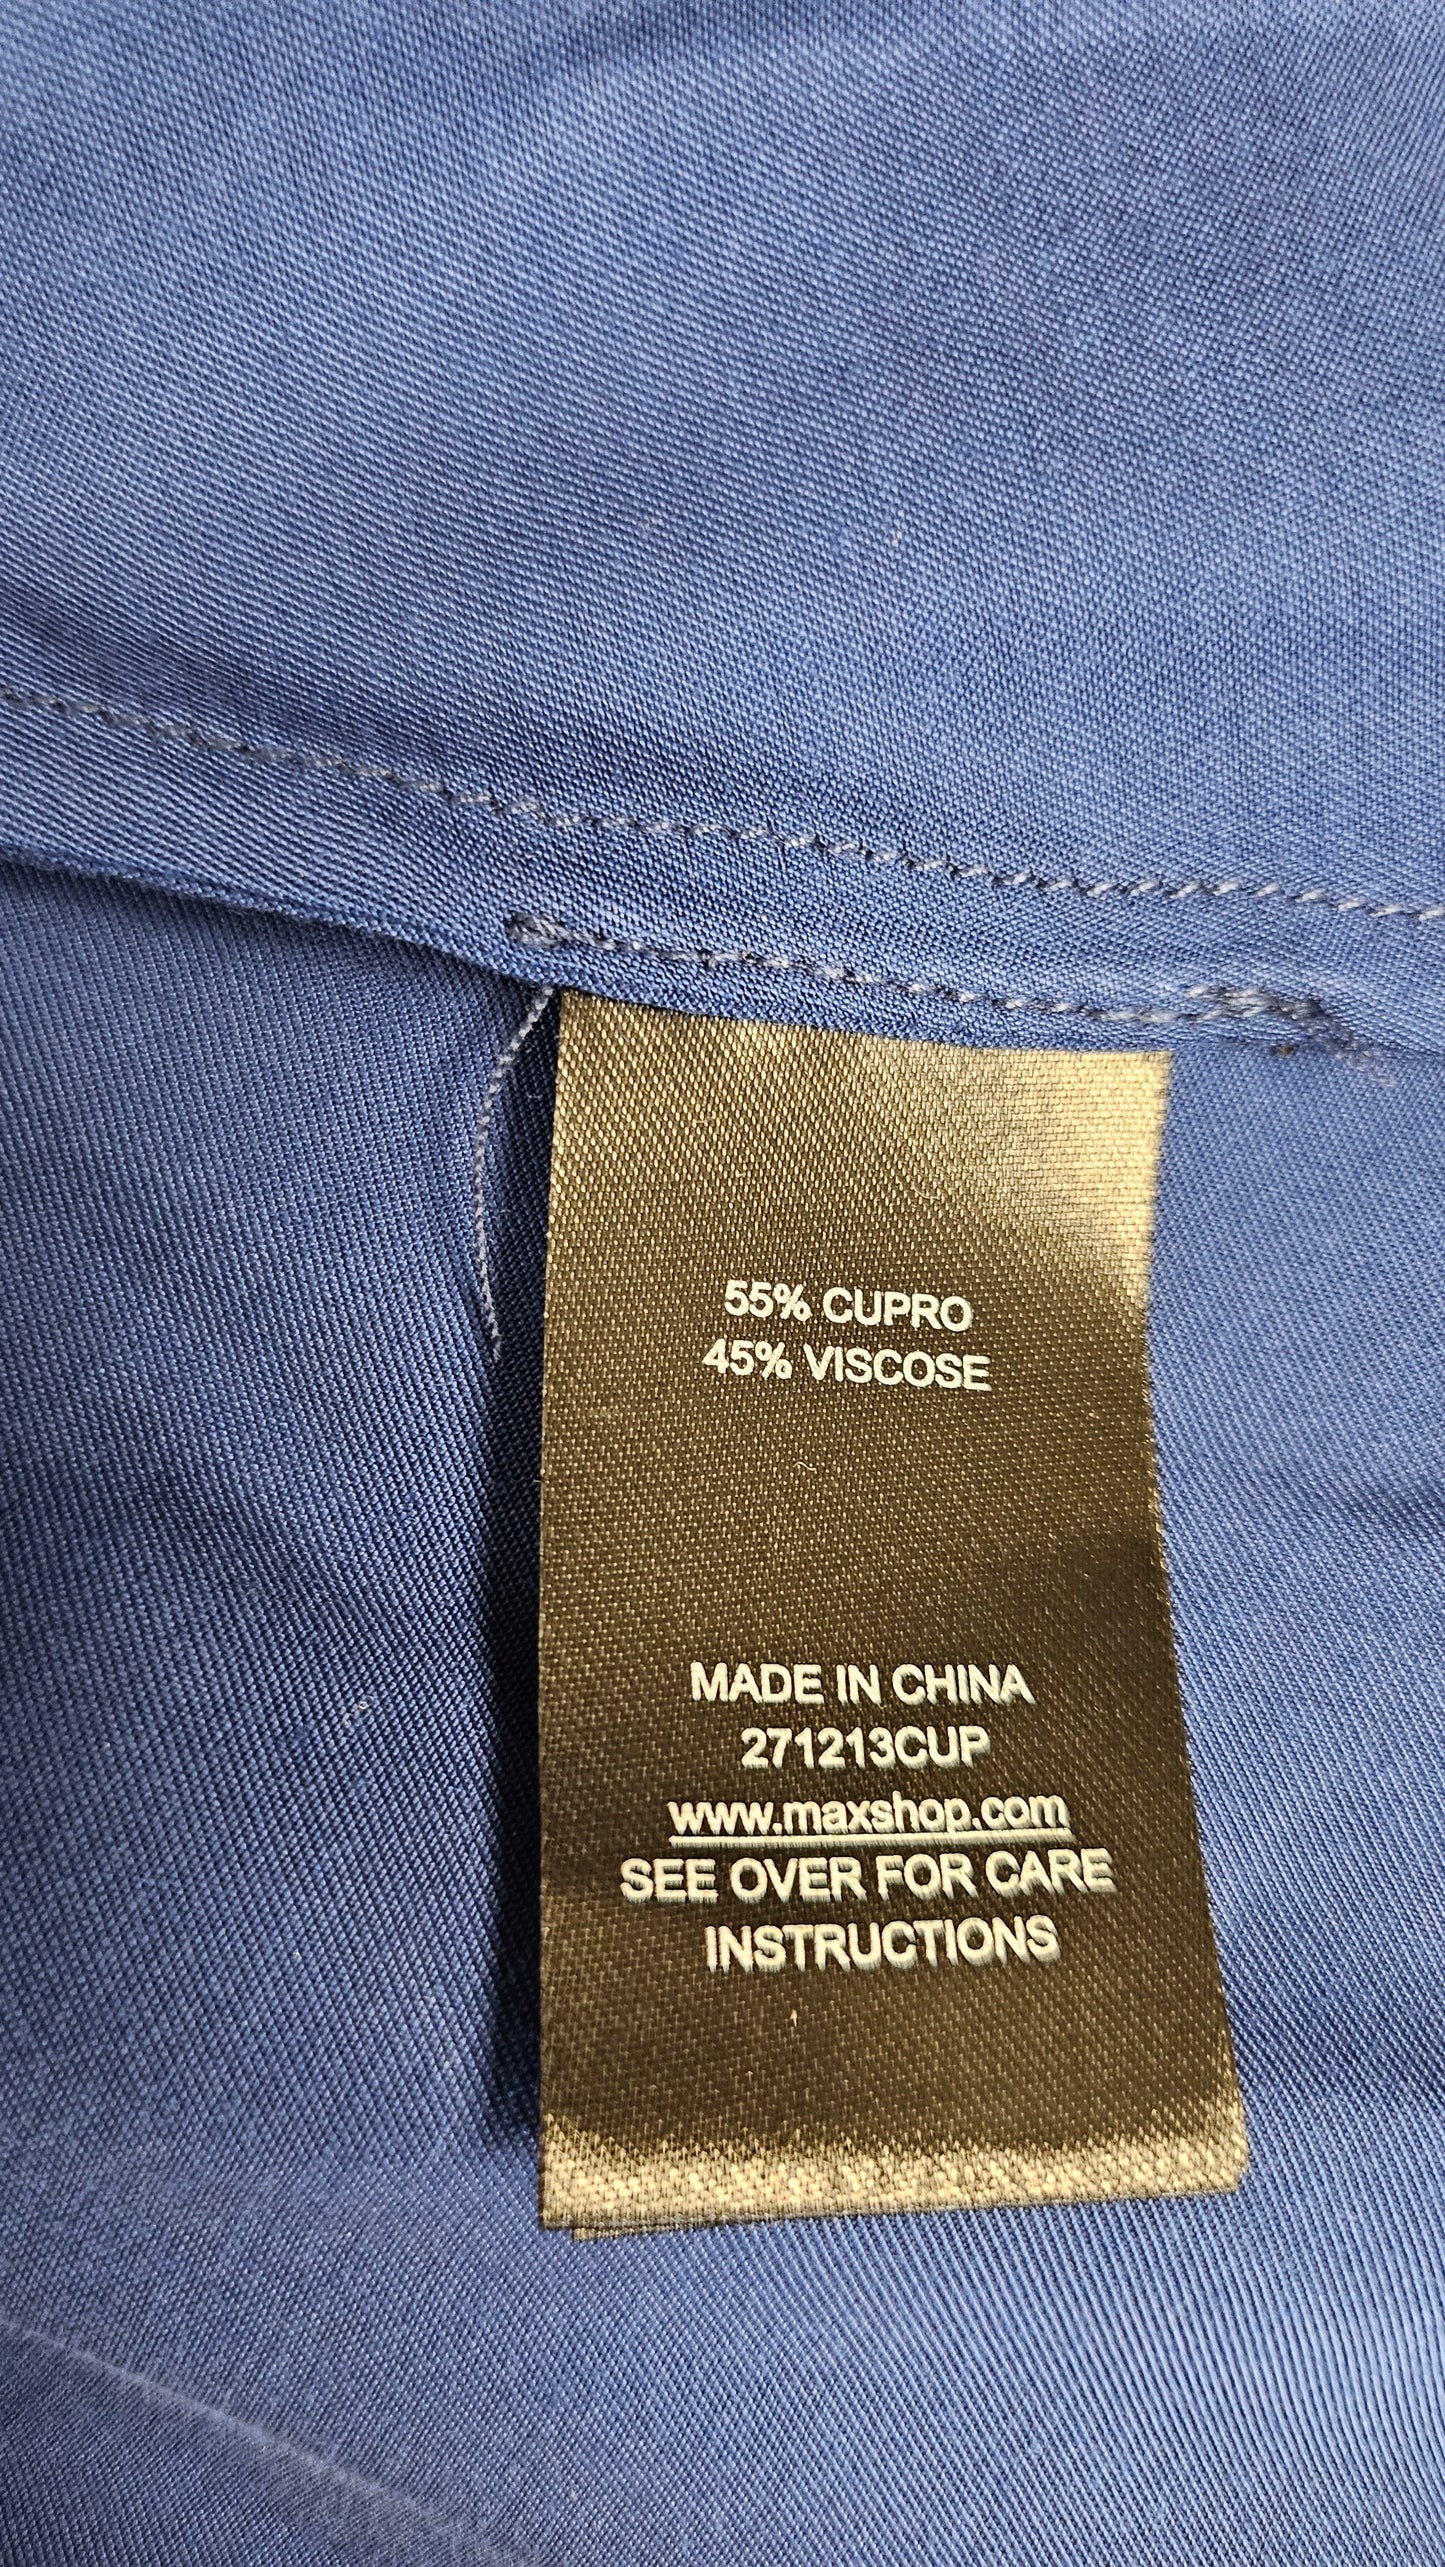 55% CUPRO
45% VISCOSE
MADE IN CHINA
271213CUP
www.maxshop.com
SEE OVER FOR CARE
INSTRUCTIONS